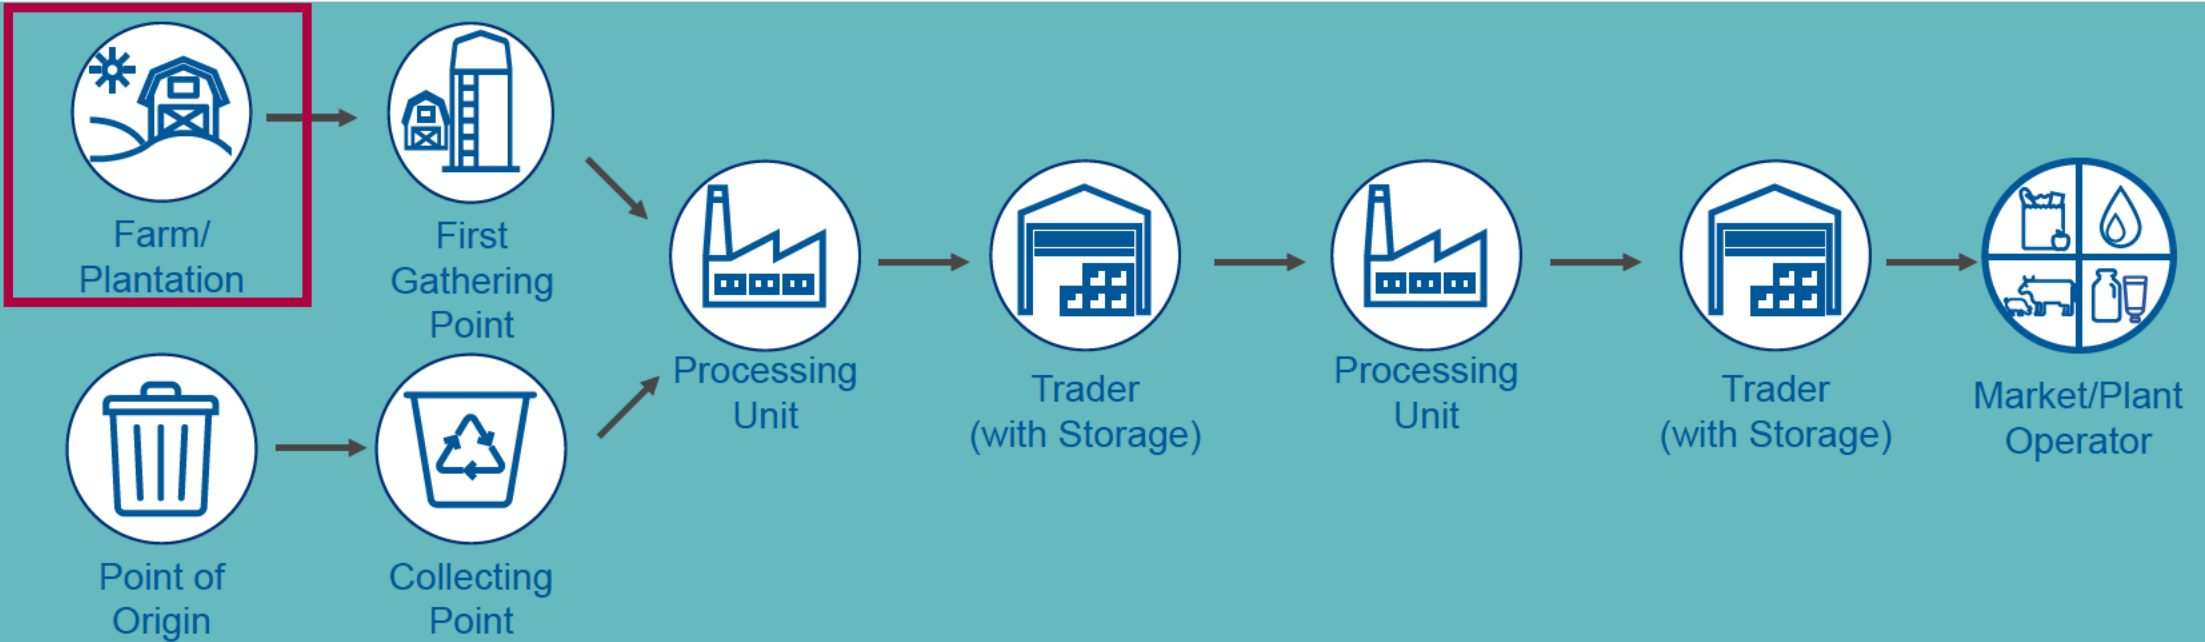 Farm/
Plantation
First
Gathering
Point
Point of
Origin
Collecting
Point
Processing
Unit
Trader
(with Storage)
Processing
Unit
Trader
(with Storage)
Market/Plant
Operator